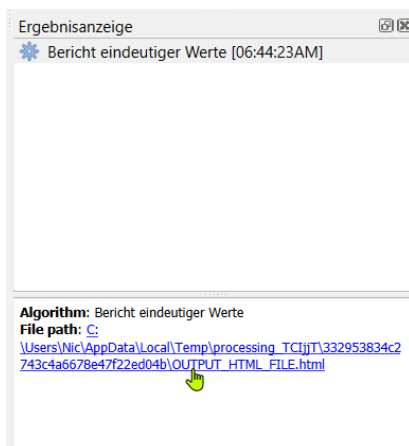 Ergebnisanzeige
Bericht eindeutiger Werte [06:44:23AM]
Algorithm: Bericht eindeutiger Werte
File path: C:
\Users\Nic\AppData\Local\Temp\processing_TCIjjT\332953834c2
743c4a6678e47f22ed04b\OUTPUT_HTML_FILE.html